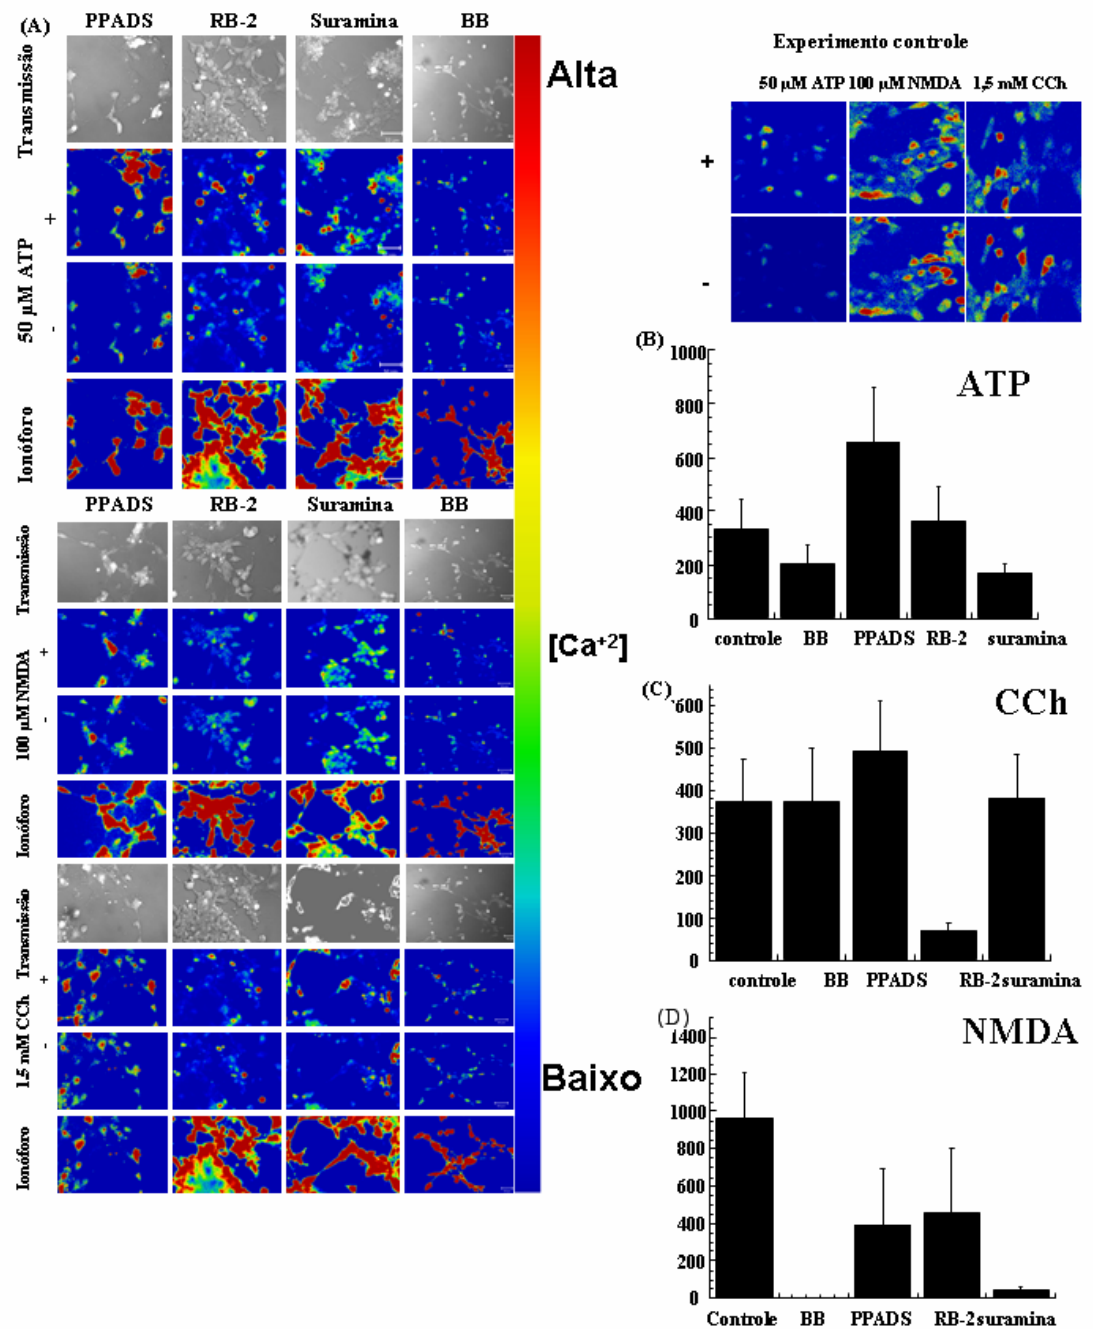 (A)
PPADS RB-2 Suramina BB
Transmissão
50 µM ATP
+
-
Ionóforo
PPADS RB-2 Suramina BB
Transmissão
100 µM NMDA
+
-
Ionóforo
Transmissão
1.5 mM CCh
+
-
Ionóforo
Alta
[Ca⁺²]
Baixo
Experimento controle
50 µM ATP 100 µM NMDA 1,5 mM CCh
+
-
(B)
ATP
1000
800
600
400
200
0
controle BB PPADS RB-2 suramina
(C)
CCh
600
500
400
300
200
100
0
controle BB PPADS RB-2 suramina
(D)
NMDA
1400
1200
1000
800
600
400
200
0
Controle BB PPADS RB-2 suramina